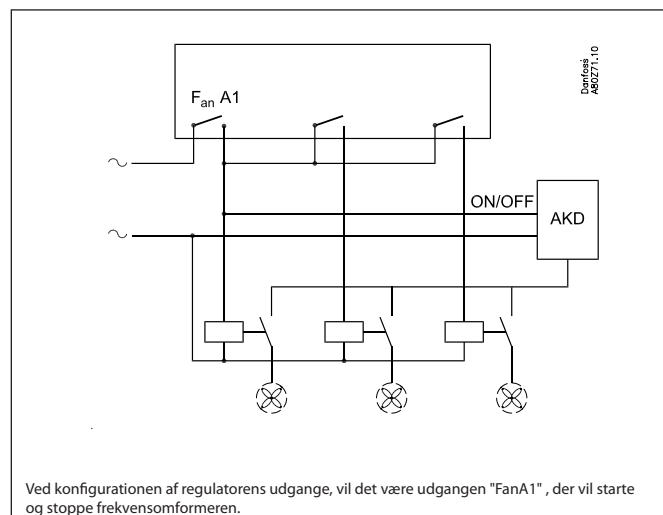 Danfoss
A80Z71.10
Fan A1
ON/OFF
AKD
Ved konfigurationen af regulatorens udgange, vil det være udgangen "FanA1" , der vil starte
og stoppe frekvensomformeren.